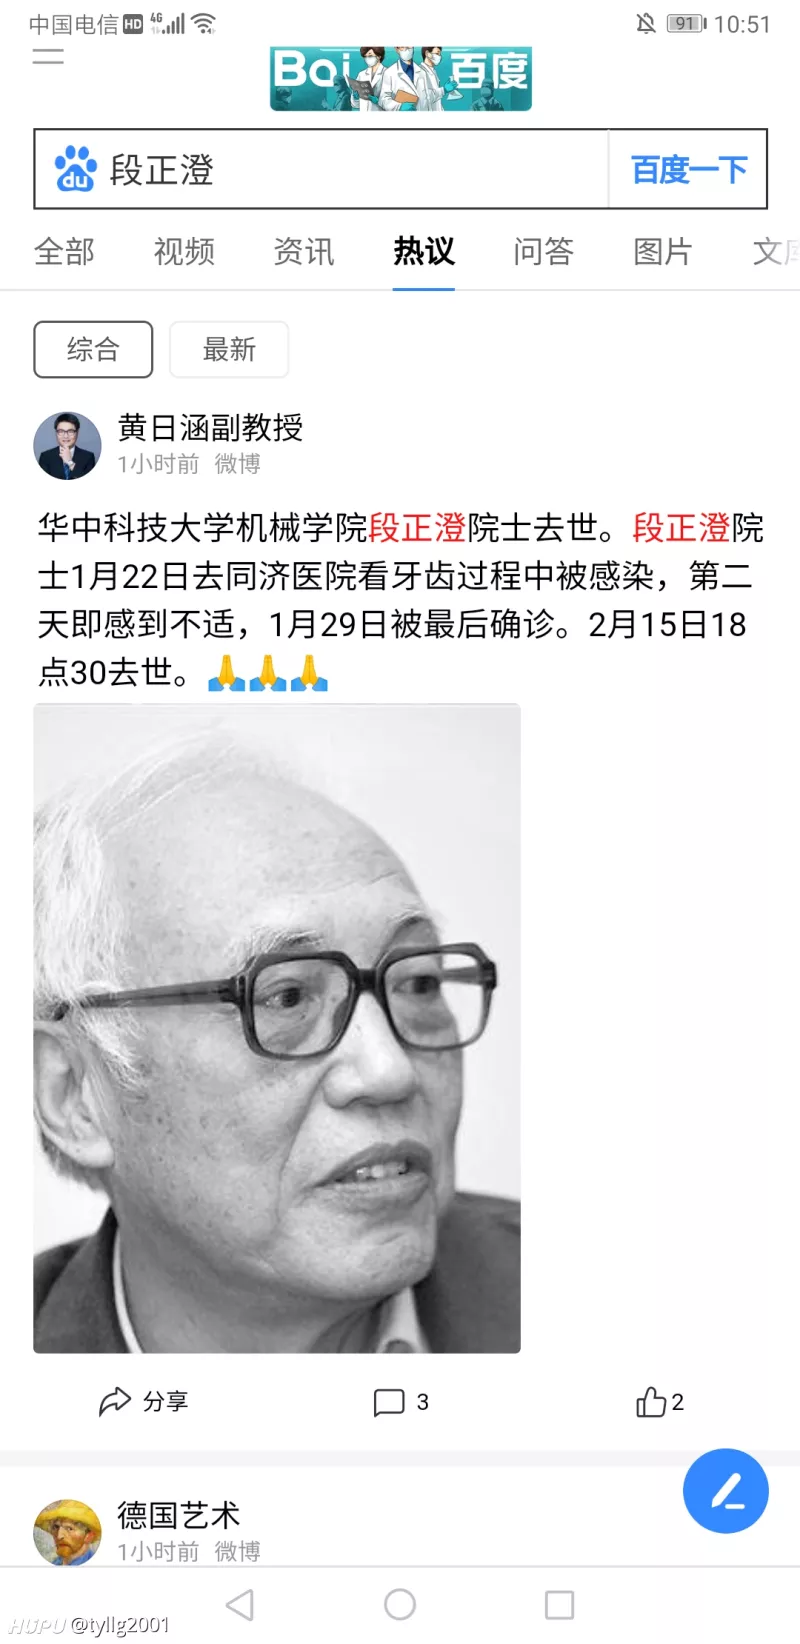 中国电信 HD 4G 91 10:51
Bai 百度
du 段正澄 百度一下
全部 视频 资讯 热议 问答 图片 文库
综合 最新
黄日涵副教授
1小时前 微博
华中科技大学机械学院段正澄院士去世。段正澄院
士1月22日去同济医院看牙齿过程中被感染，第二
天即感到不适，1月29日被最后确诊。2月15日18
点30去世。🙏🙏🙏
分享 3 2
德国艺术
1小时前 微博
HUPU @tyllg2001